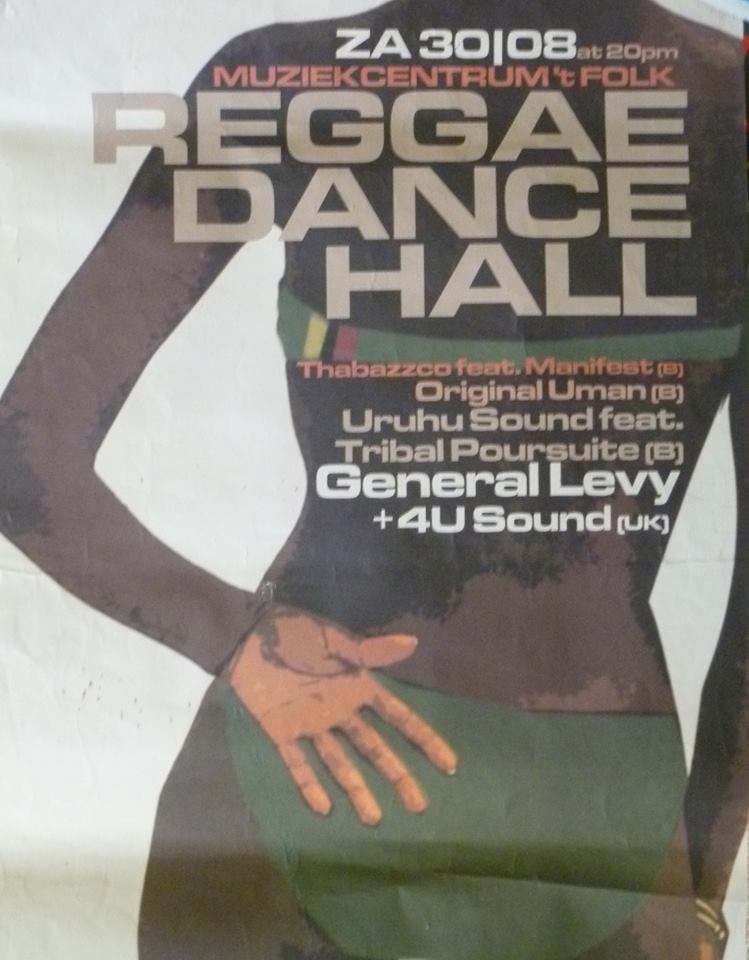 ZA 30|08 at 20pm
MUZIEKCENTRUM 't FOLK
REGGAE
DANCE
HALL
Thabazzco feat. Manifest (B)
Original Uman (B)
Uruhu Sound feat.
Tribal Poursuite (B)
General Levy
+ 4U Sound (UK)